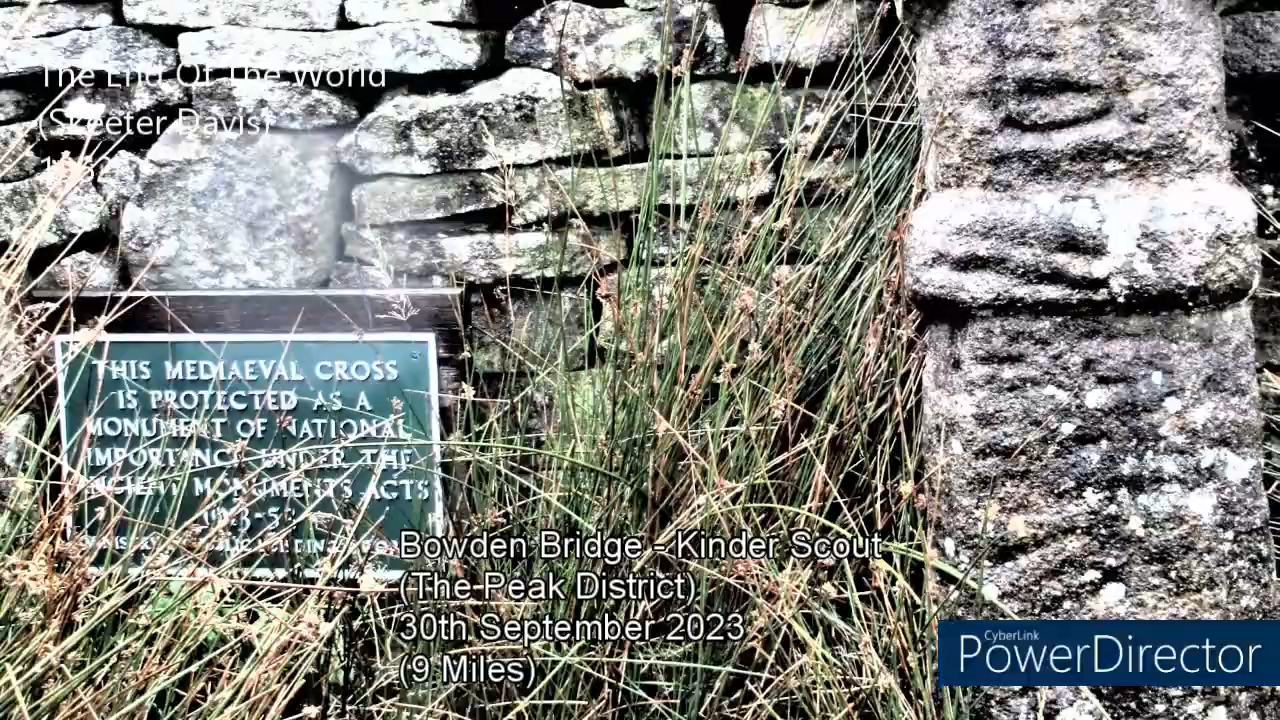 The End Of The World
(Skeeter Davis)
THIS MEDIAEVAL CROSS
IS PROTECTED AS A
MONUMENT OF NATIONAL
IMPORTANCE UNDER THE
ANCIENT MONUMENTS ACTS
Bowden Bridge - Kinder Scout
(The Peak District)
30th September 2023
(9 Miles)
CyberLink
PowerDirector